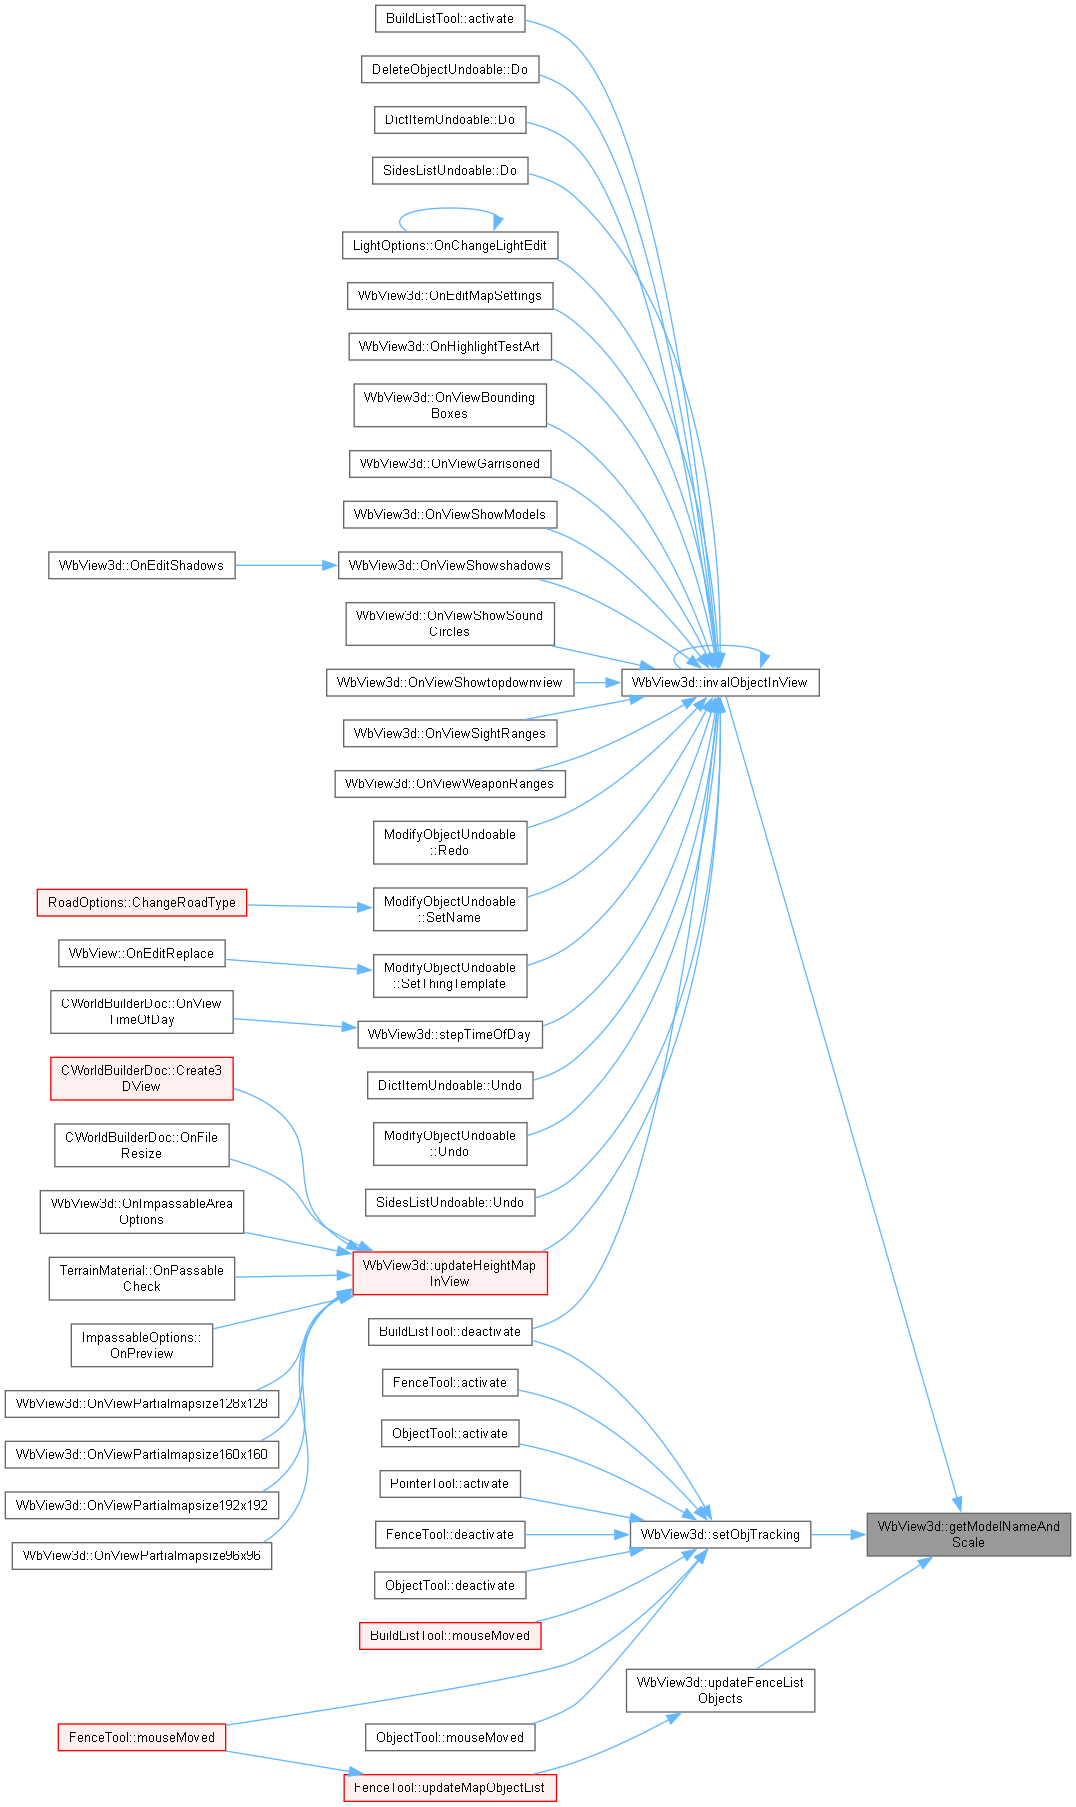 BuildListTool::activate
DeleteObjectUndoable::Do
DictItemUndoable::Do
SidesListUndoable::Do
LightOptions::OnChangeLightEdit
WbView3d::OnEditMapSettings
WbView3d::OnHighlightTestArt
WbView3d::OnViewBounding
Boxes
WbView3d::OnViewGarrisoned
WbView3d::OnViewShowModels
WbView3d::OnEditShadows
WbView3d::OnViewShowshadows
WbView3d::OnViewShowSound
Circles
WbView3d::OnViewShowtopdownview
WbView3d::invalObjectInView
WbView3d::OnViewSightRanges
WbView3d::OnViewWeaponRanges
ModifyObjectUndoable
::Redo
RoadOptions::ChangeRoadType
ModifyObjectUndoable
::SetName
WbView::OnEditReplace
ModifyObjectUndoable
::SetThingTemplate
CWorldBuilderDoc::OnView
TimeOfDay
WbView3d::stepTimeOfDay
CWorldBuilderDoc::Create3
DView
DictItemUndoable::Undo
CWorldBuilderDoc::OnFile
Resize
ModifyObjectUndoable
::Undo
WbView3d::OnImpassableArea
Options
SidesListUndoable::Undo
TerrainMaterial::OnPassable
Check
WbView3d::updateHeightMap
InView
ImpassableOptions::
OnPreview
BuildListTool::deactivate
WbView3d::OnViewPartialmapsize128x128
FenceTool::activate
WbView3d::OnViewPartialmapsize160x160
ObjectTool::activate
WbView3d::OnViewPartialmapsize192x192
PointerTool::activate
WbView3d::OnViewPartialmapsize96x96
FenceTool::deactivate
WbView3d::setObjTracking
WbView3d::getModelNameAnd
Scale
ObjectTool::deactivate
BuildListTool::mouseMoved
WbView3d::updateFenceList
Objects
FenceTool::mouseMoved
ObjectTool::mouseMoved
FenceTool::updateMapObjectList